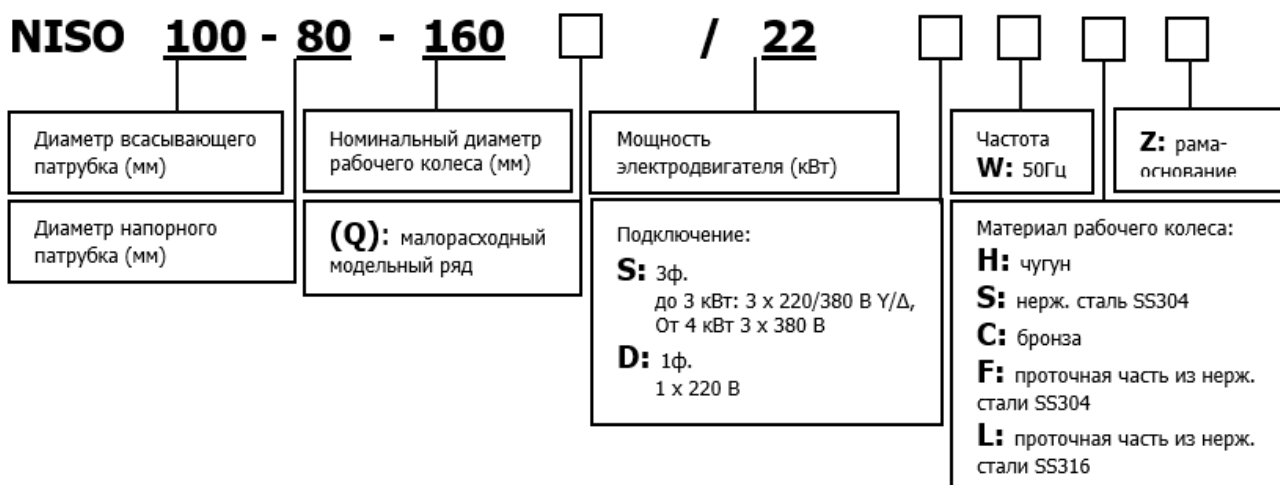 NISO 100 - 80 - 160 / 22
Диаметр всасывающего
патрубка (мм)
Номинальный диаметр
рабочего колеса (мм)
Мощность
электродвигателя (кВт)
Частота
W: 50Гц
Z: рама-
основание
Диаметр напорного
патрубка (мм)
(Q): малорасходный
модельный ряд
Подключение:
S: 3ф.
до 3 кВт: 3 x 220/380 В Y/Δ,
От 4 кВт 3 x 380 В
D: 1ф.
1 x 220 В
Материал рабочего колеса:
H: чугун
S: нерж. сталь SS304
C: бронза
F: проточная часть из нерж.
стали SS304
L: проточная часть из нерж.
стали SS316